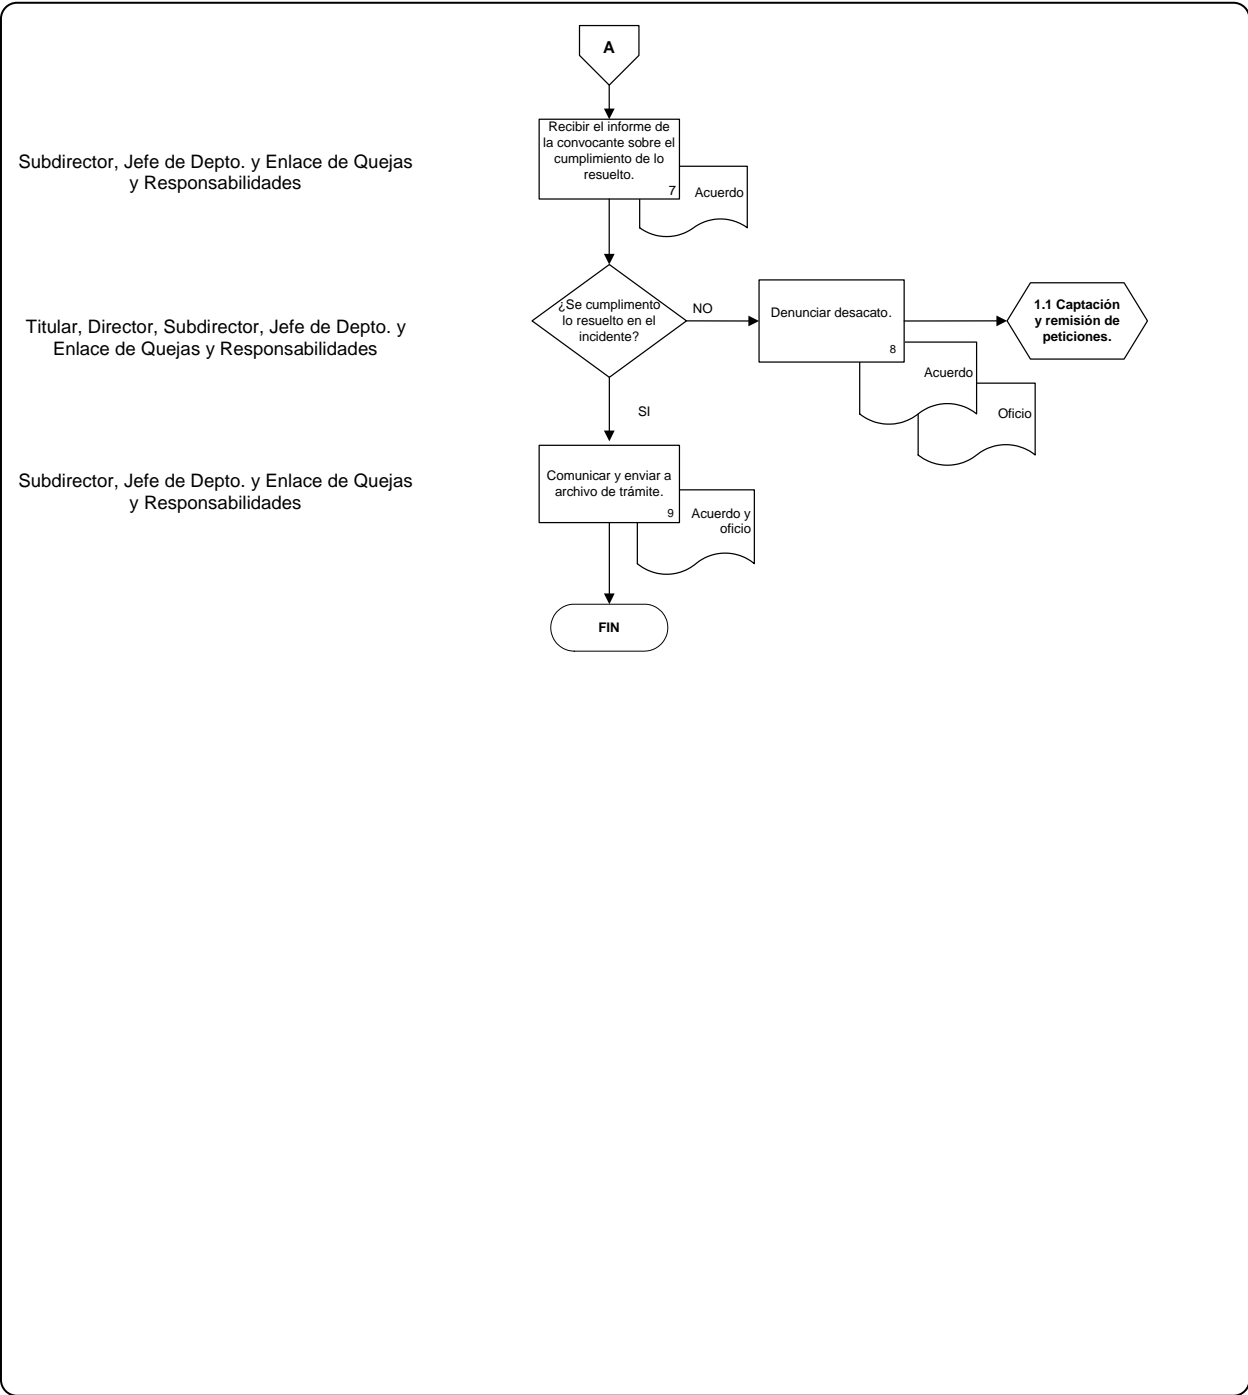 A
Recibir el informe de
la convocante sobre el
cumplimiento de lo
resuelto.
7
Acuerdo
Subdirector, Jefe de Depto. y Enlace de Quejas
y Responsabilidades
¿Se cumplimento
lo resuelto en el
incidente?
NO
Denunciar desacato.
8
1.1 Captación
y remisión de
peticiones.
Titular, Director, Subdirector, Jefe de Depto. y
Enlace de Quejas y Responsabilidades
Acuerdo
Oficio
SI
Subdirector, Jefe de Depto. y Enlace de Quejas
y Responsabilidades
Comunicar y enviar a
archivo de trámite.
9
Acuerdo y
oficio
FIN